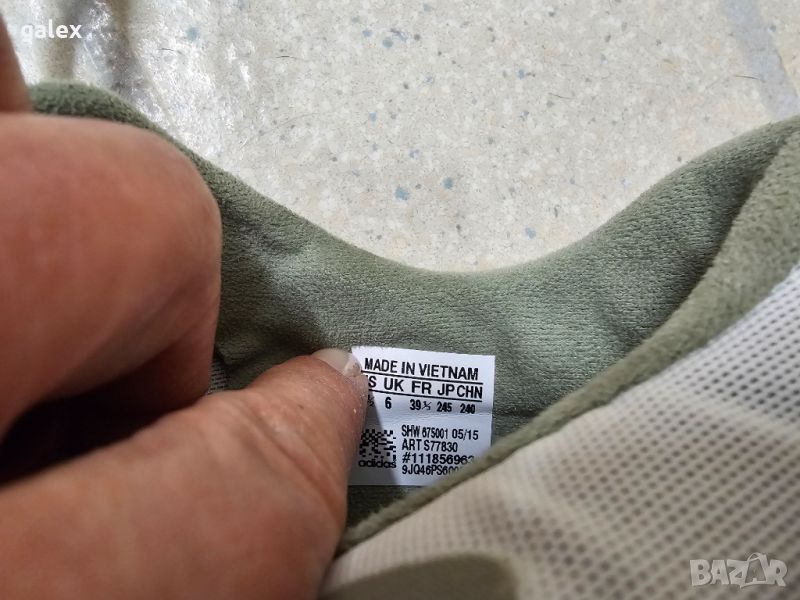 galex
MADE IN VIETNAM
UK FR JP CHN
6 39⅓ 245 240
SHW 675001 05/15
ART S77830
adidas
BAZAR